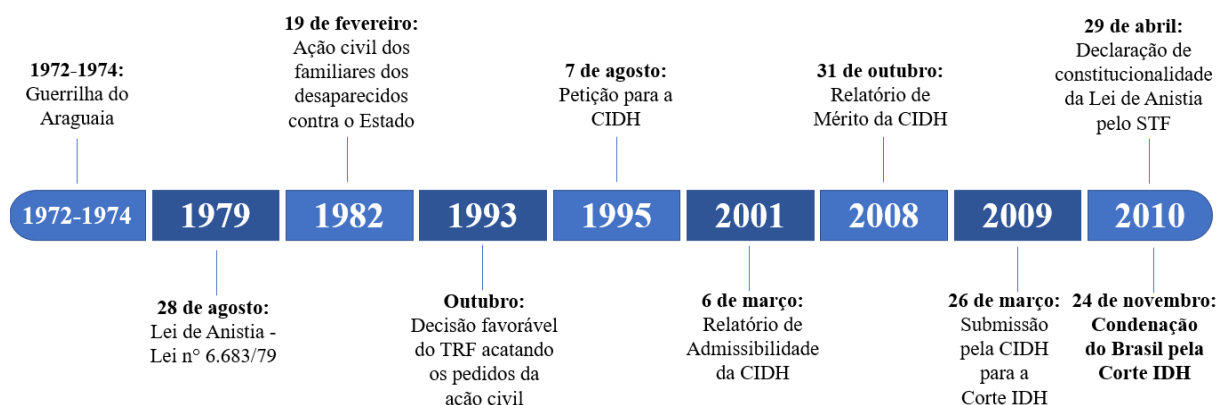 1972-1974:
Guerrilha do
Araguaia
19 de fevereiro:
Ação civil dos
familiares dos
desaparecidos
contra o Estado
7 de agosto:
Petição para a
CIDH
31 de outubro:
Relatório de
Mérito da CIDH
29 de abril:
Declaração de
constitucionalidade
da Lei de Anistia
pelo STF
1972-1974
1979
1982
1993
1995
2001
2008
2009
2010
28 de agosto:
Lei de Anistia -
Lei n° 6.683/79
Outubro:
Decisão favorável
do TRF acatando
os pedidos da
ação civil
6 de março:
Relatório de
Admissibilidade
da CIDH
26 de março:
Submissão
pela CIDH
para a
Corte IDH
24 de novembro:
Condenação
do Brasil pela
Corte IDH